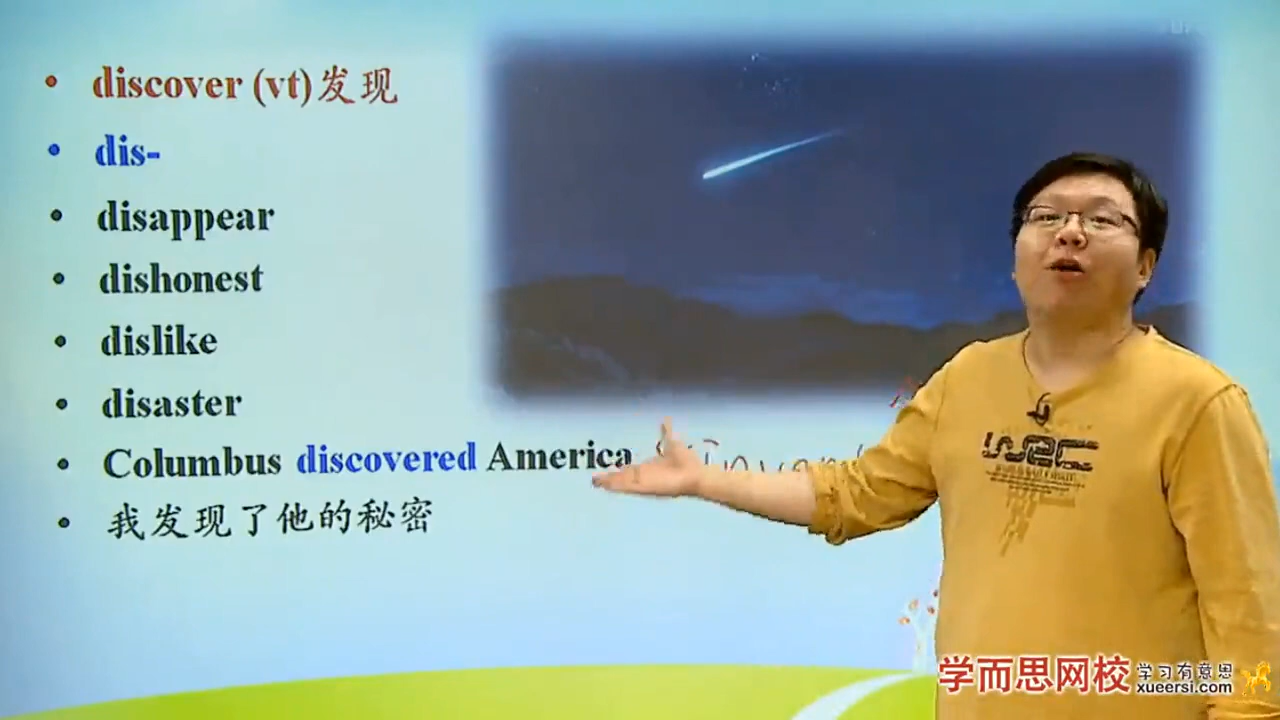 discover (vt)发现
dis-
disappear
dishonest
dislike
disaster
Columbus discovered America
我发现了他的秘密
学而思网校 学习有意思
xueersi.com